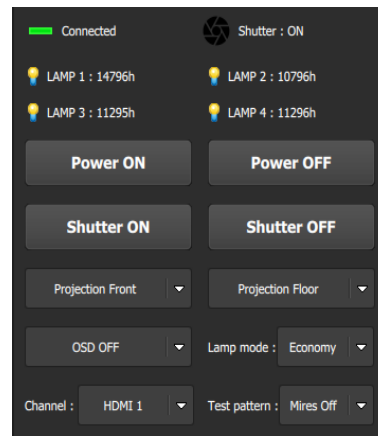 Connected Shutter : ON
LAMP 1 : 14796h LAMP 2 : 10796h
LAMP 3 : 11295h LAMP 4 : 11296h
Power ON Power OFF
Shutter ON Shutter OFF
Projection Front Projection Floor
OSD OFF Lamp mode : Economy
Channel : HDMI 1 Test pattern : Mires Off